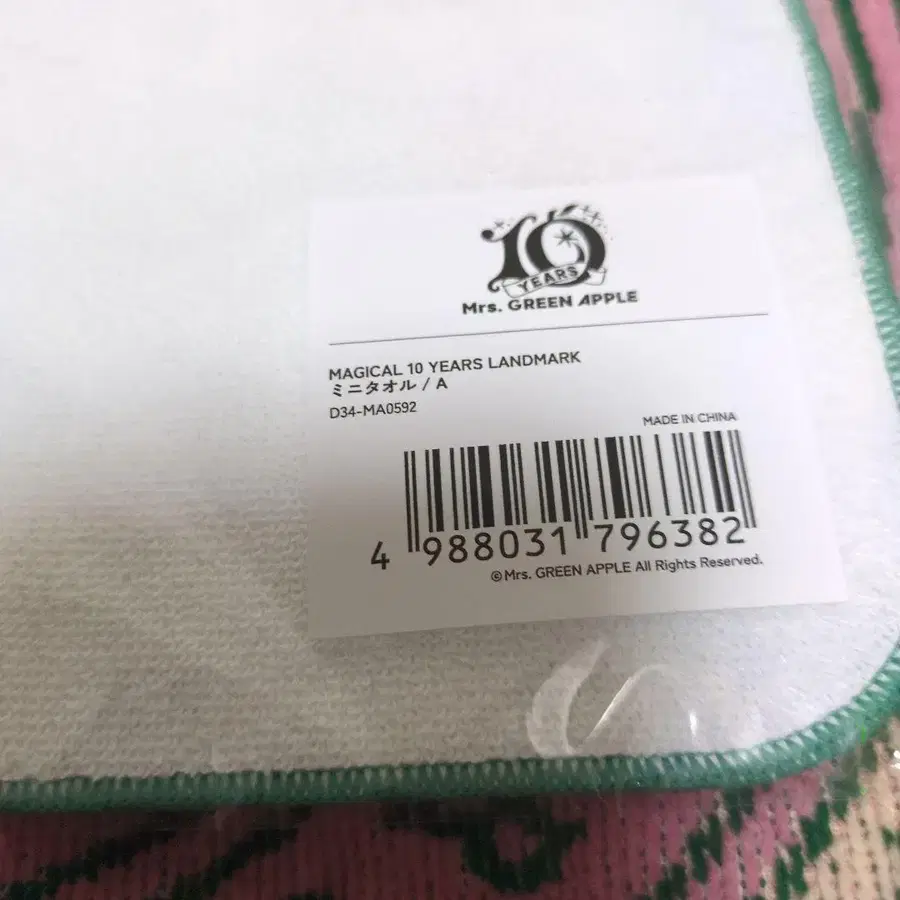 10
YEARS
Mrs. GREEN APPLE
MAGICAL 10 YEARS LANDMARK
ミニタオル / A
D34-MA0592
MADE IN CHINA
4 988031 796382
©Mrs. GREEN APPLE All Rights Reserved.